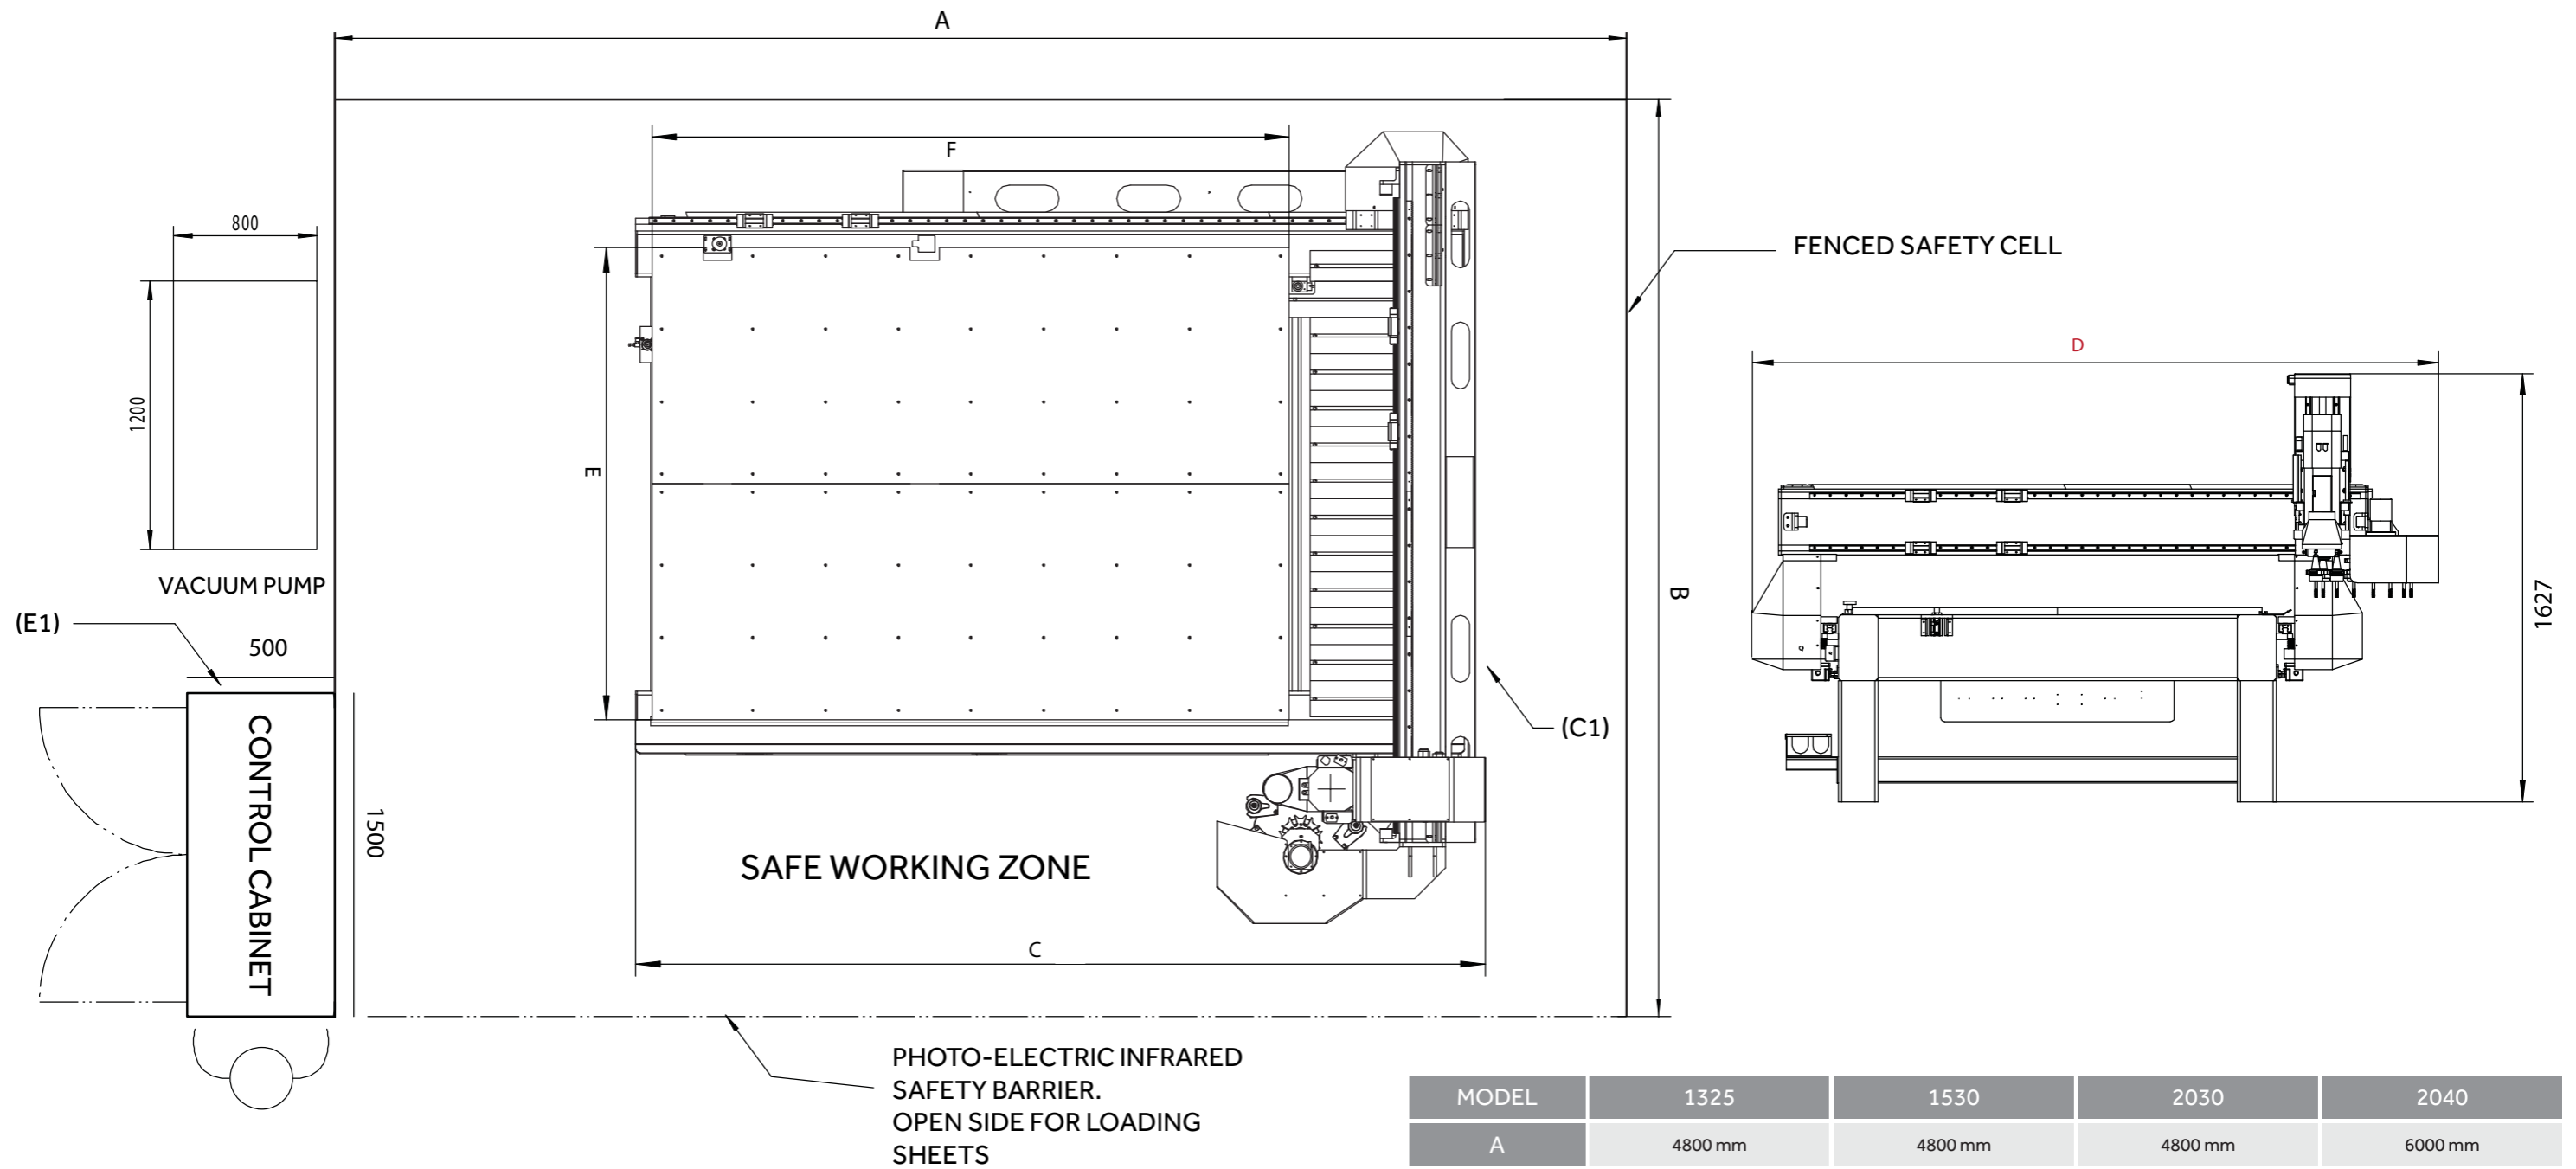 A
F
800
FENCED SAFETY CELL
D
1200
E
VACUUM PUMP
B
1627
(E1)
500
(C1)
CONTROL CABINET
1500
SAFE WORKING ZONE
C
PHOTO-ELECTRIC INFRARED
SAFETY BARRIER.
OPEN SIDE FOR LOADING
SHEETS
MODEL 1325 1530 2030 2040
A 4800 mm 4800 mm 4800 mm 6000 mm